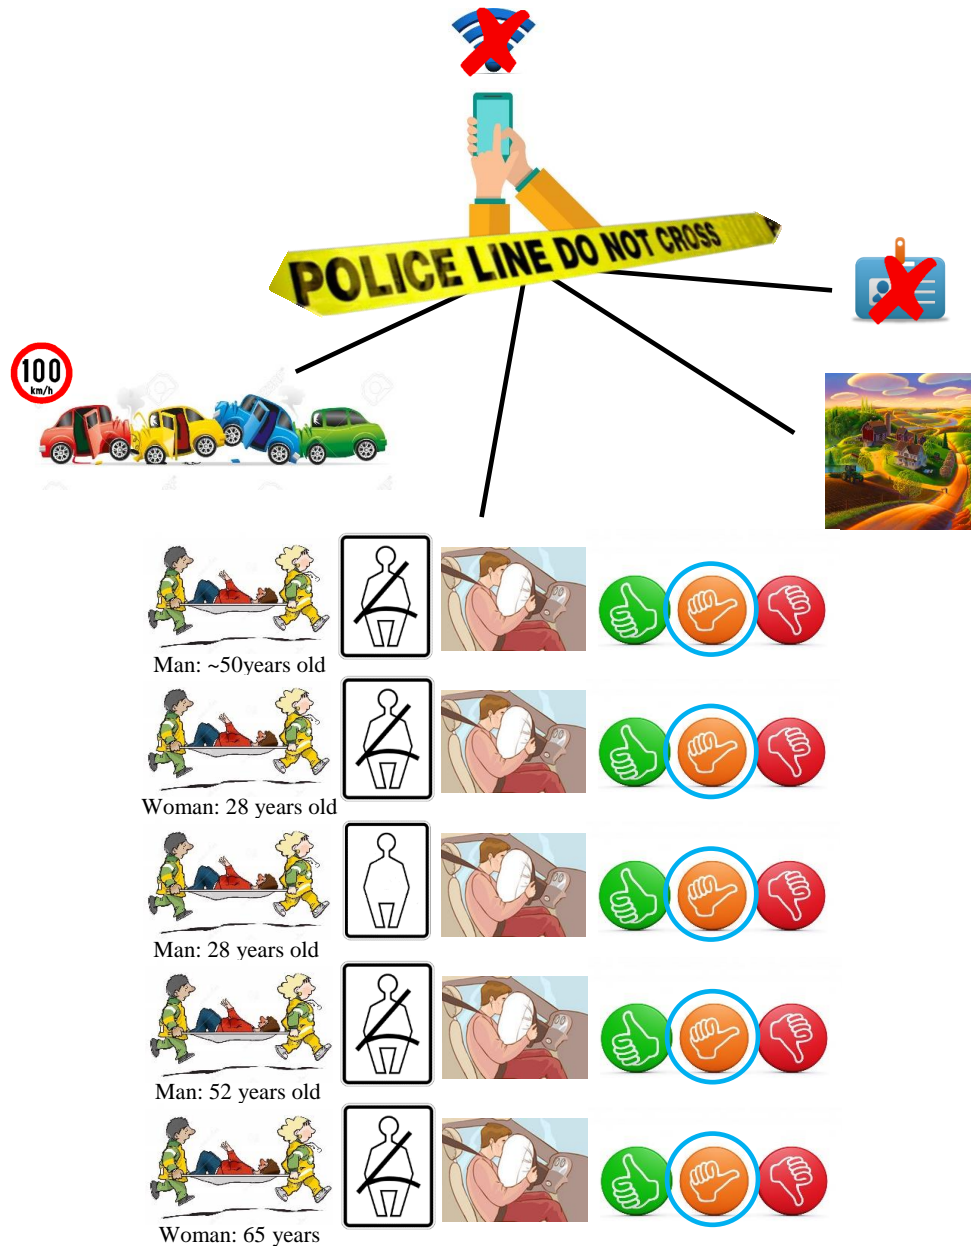 POLICE LINE DO NOT CROSS
100
km/h
Man: ~50years old
Woman: 28 years old
Man: 28 years old
Man: 52 years old
Woman: 65 years